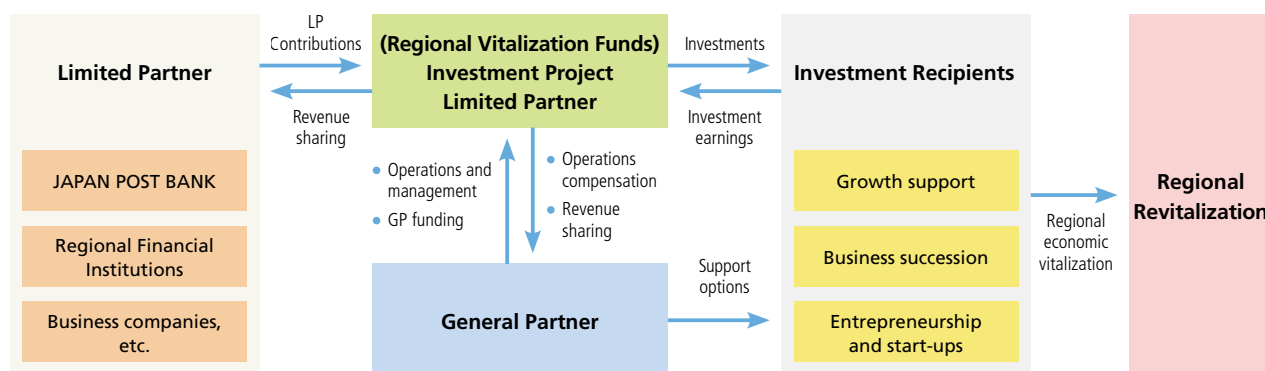 Limited Partner
JAPAN POST BANK
Regional Financial
Institutions
Business companies,
etc.
LP
Contributions
Revenue
sharing
(Regional Vitalization Funds)
Investment Project
Limited Partner
• Operations and
management
• GP funding
• Operations
compensation
• Revenue
sharing
General Partner
Investments
Investment
earnings
Support
options
Investment Recipients
Growth support
Business succession
Entrepreneurship
and start-ups
Regional
economic
vitalization
Regional
Revitalization